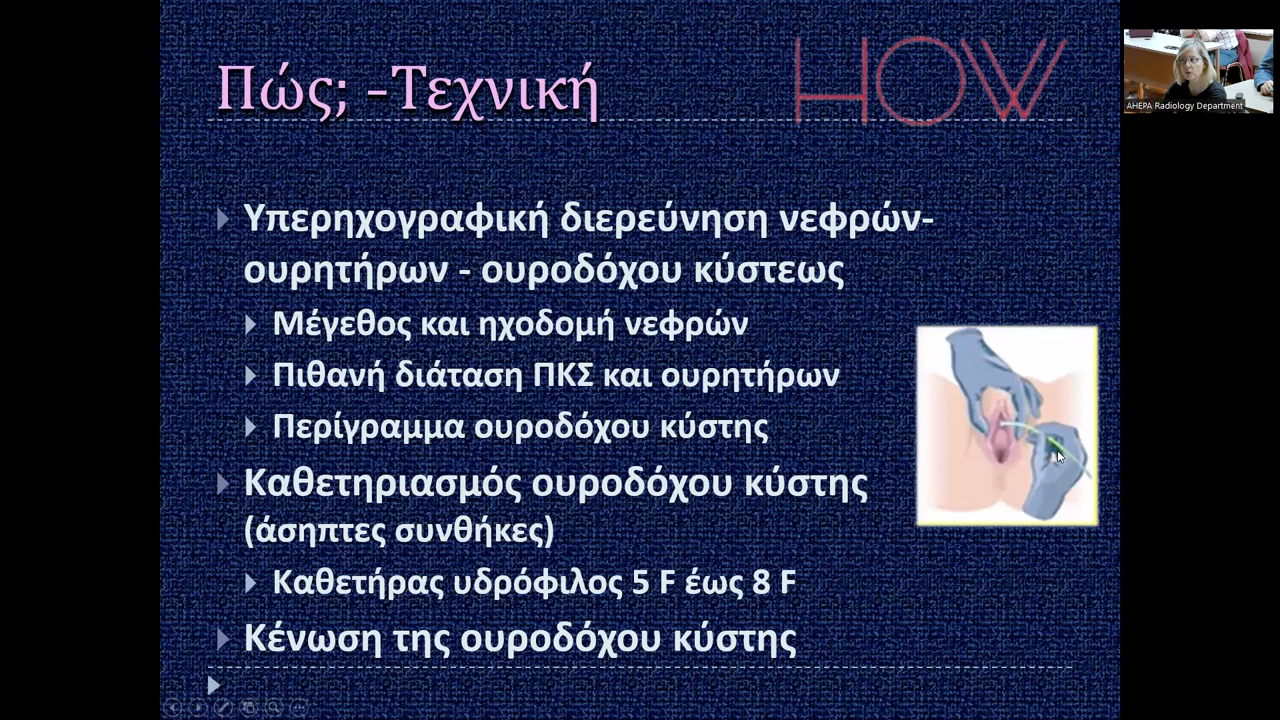 Πώς; -Τεχνική
HOW
Υπερηχογραφική διερεύνηση νεφρών-
ουρητήρων - ουροδόχου κύστεως
Μέγεθος και ηχοδομή νεφρών
Πιθανή διάταση ΠΚΣ και ουρητήρων
Περίγραμμα ουροδόχου κύστης
Καθετηριασμός ουροδόχου κύστης
(άσηπτες συνθήκες)
Καθετήρας υδρόφιλος 5 F έως 8 F
Κένωση της ουροδόχου κύστης
AHEPA Radiology Department